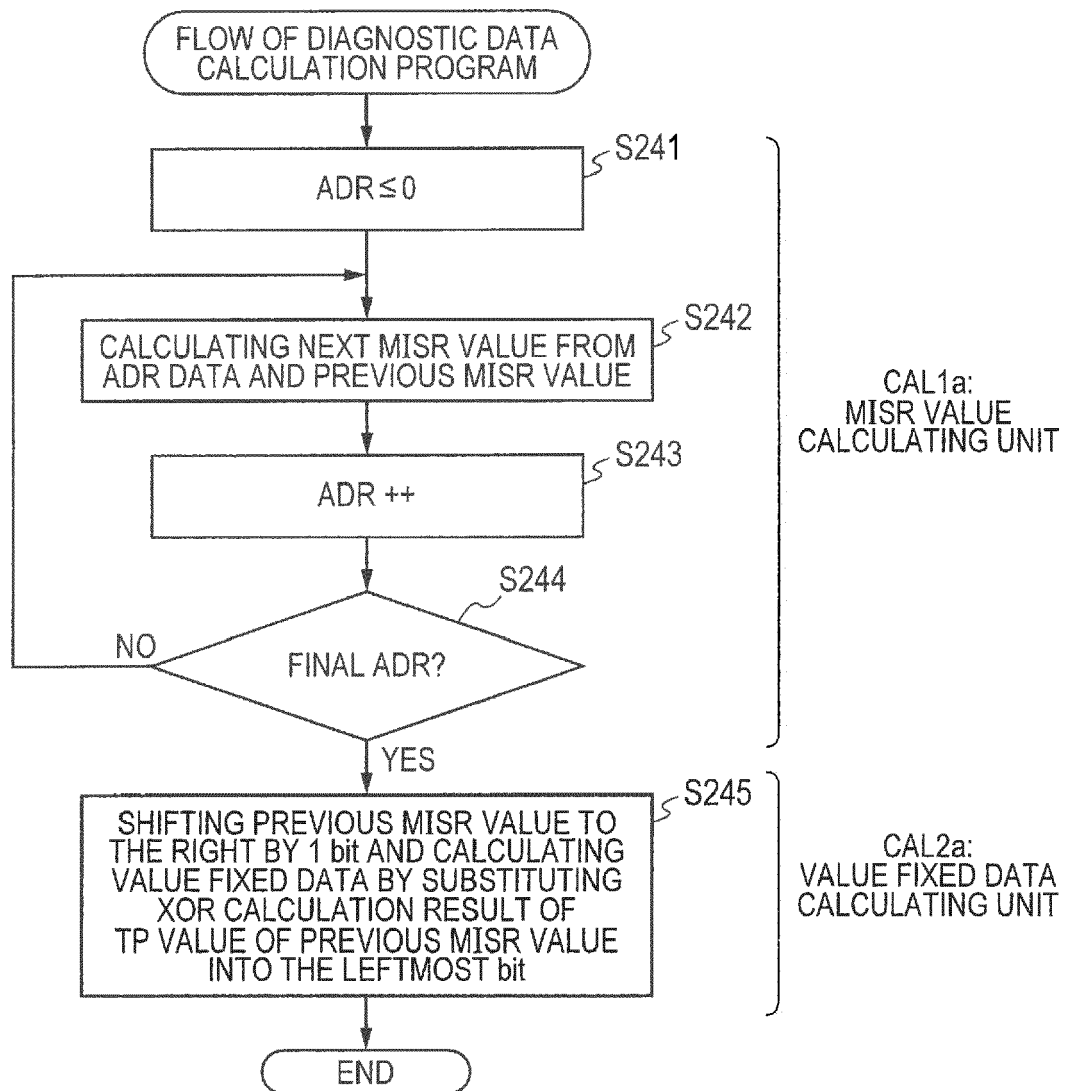 FLOW OF DIAGNOSTIC DATA
CALCULATION PROGRAM
S241
ADR ≤ 0
S242
CALCULATING NEXT MISR VALUE FROM
ADR DATA AND PREVIOUS MISR VALUE
CAL1a:
MISR VALUE
CALCULATING UNIT
S243
ADR ++
S244
FINAL ADR?
NO
YES
S245
SHIFTING PREVIOUS MISR VALUE TO
THE RIGHT BY 1 bit AND CALCULATING
VALUE FIXED DATA BY SUBSTITUTING
XOR CALCULATION RESULT OF
TP VALUE OF PREVIOUS MISR VALUE
INTO THE LEFTMOST bit
CAL2a:
VALUE FIXED DATA
CALCULATING UNIT
END